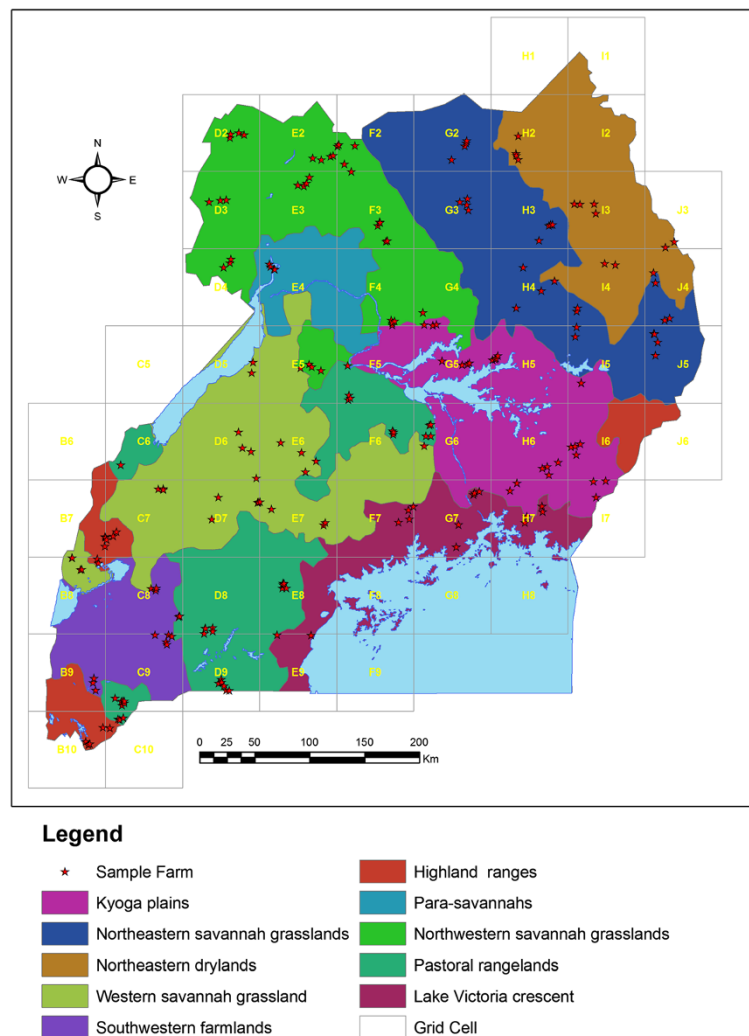 H1 I1
D2 E2 F2 G2 H2 I2
N
W E
S
D3 E3 F3 G3 H3 I3 J3
D4 E4 F4 G4 H4 I4 J4
C5 D5 E5 F5 G5 H5 I5 J5
B6 C6 D6 E6 F6 G6 H6 I6 J6
B7 C7 D7 E7 F7 G7 H7 I7
B8 C8 D8 E8 F8 G8 H8
B9 C9 D9 E9 F9
B10 C10
0 25 50 100 150 200
Km
Legend
Sample Farm
Kyoga plains
Northeastern savannah grasslands
Northeastern drylands
Western savannah grassland
Southwestern farmlands
Highland ranges
Para-savannahs
Northwestern savannah grasslands
Pastoral rangelands
Lake Victoria crescent
Grid Cell